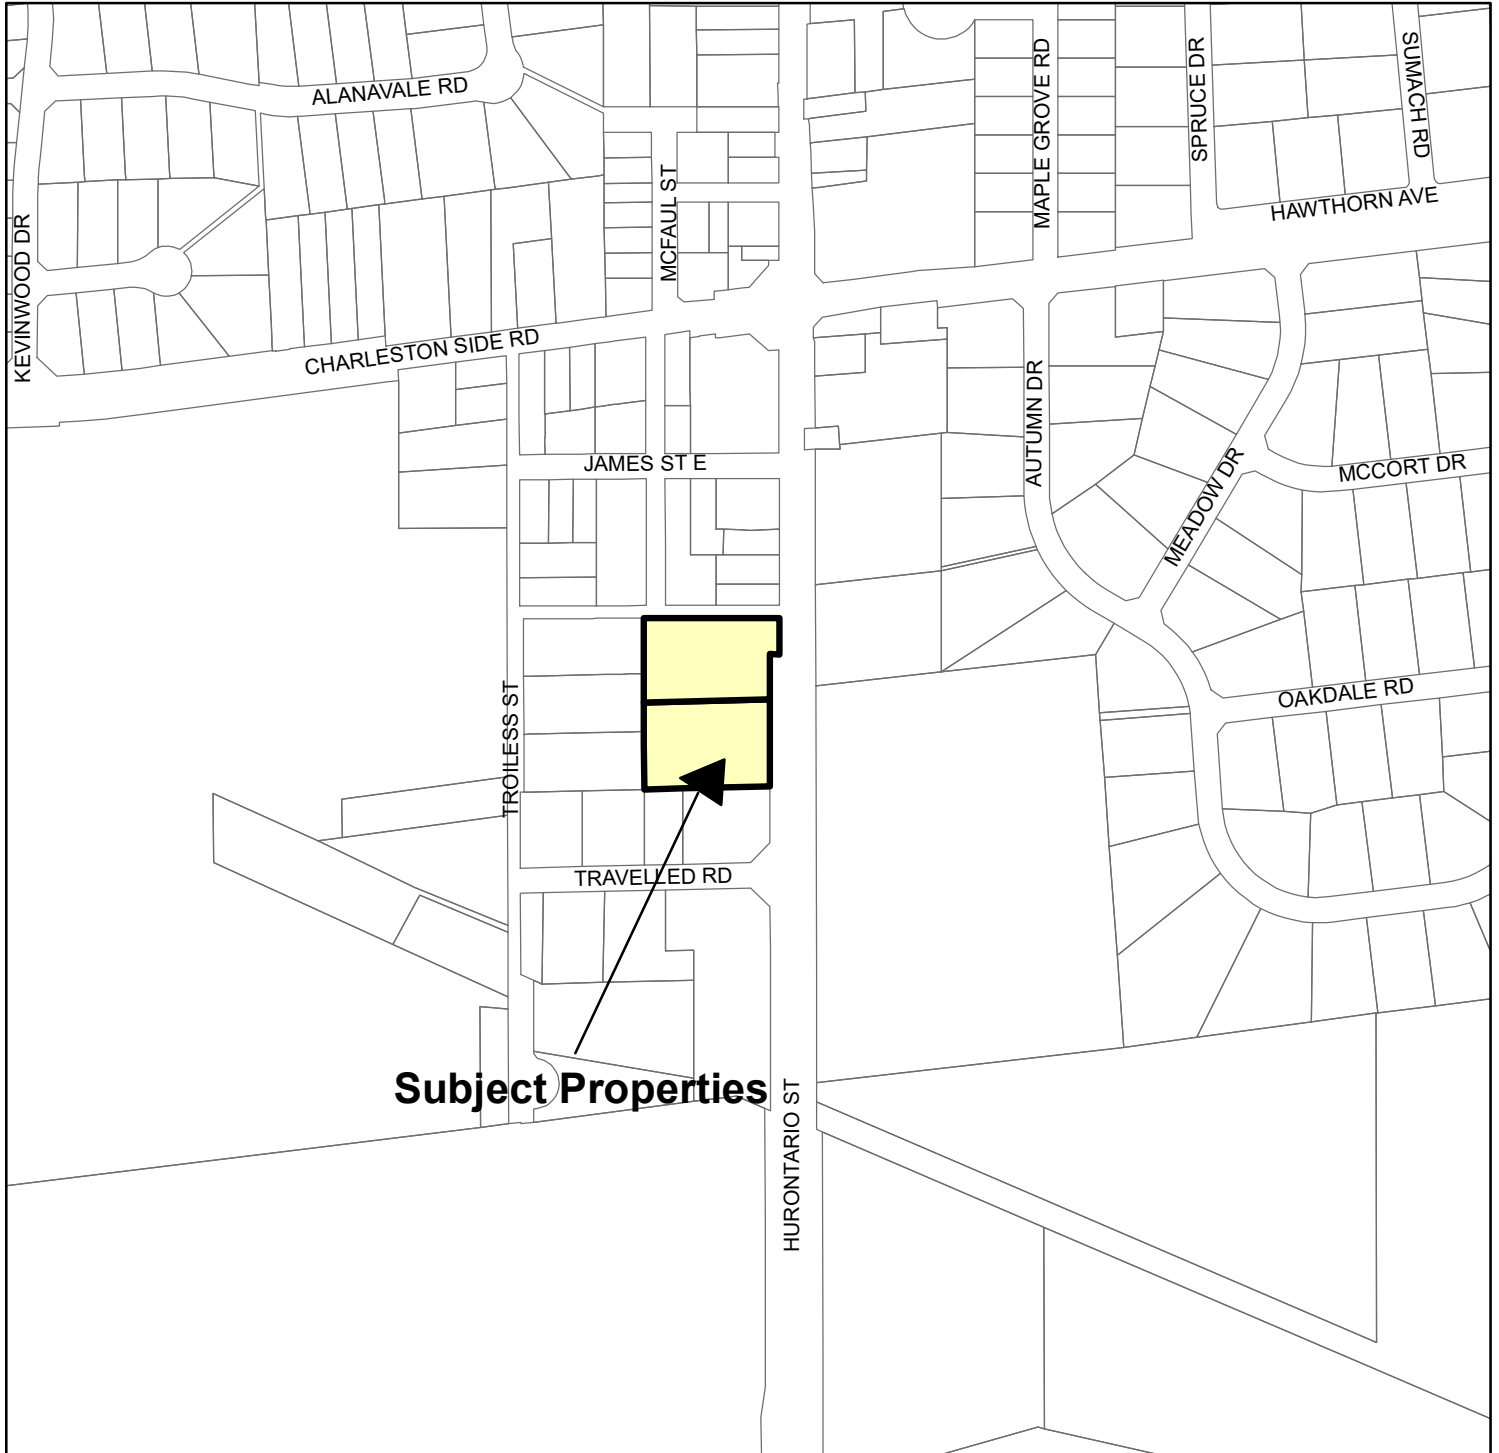 ALANAVALE RD
MAPLE GROVE RD
SPRUCE DR
SUMACH RD
MCFAUL ST
HAWTHORN AVE
KEVINWOOD DR
CHARLESTON SIDE RD
AUTUMN DR
JAMES ST E
MCCORT DR
MEADOW DR
OAKDALE RD
TROILESS ST
TRAVELLED RD
Subject Properties
HURONTARIO ST